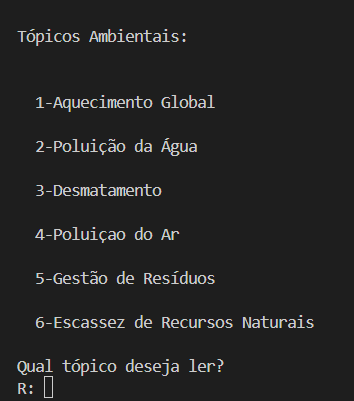 Tópicos Ambientais:
1-Aquecimento Global
2-Poluição da Água
3-Desmatamento
4-Poluiçao do Ar
5-Gestão de Resíduos
6-Escassez de Recursos Naturais
Qual tópico deseja ler?
R: